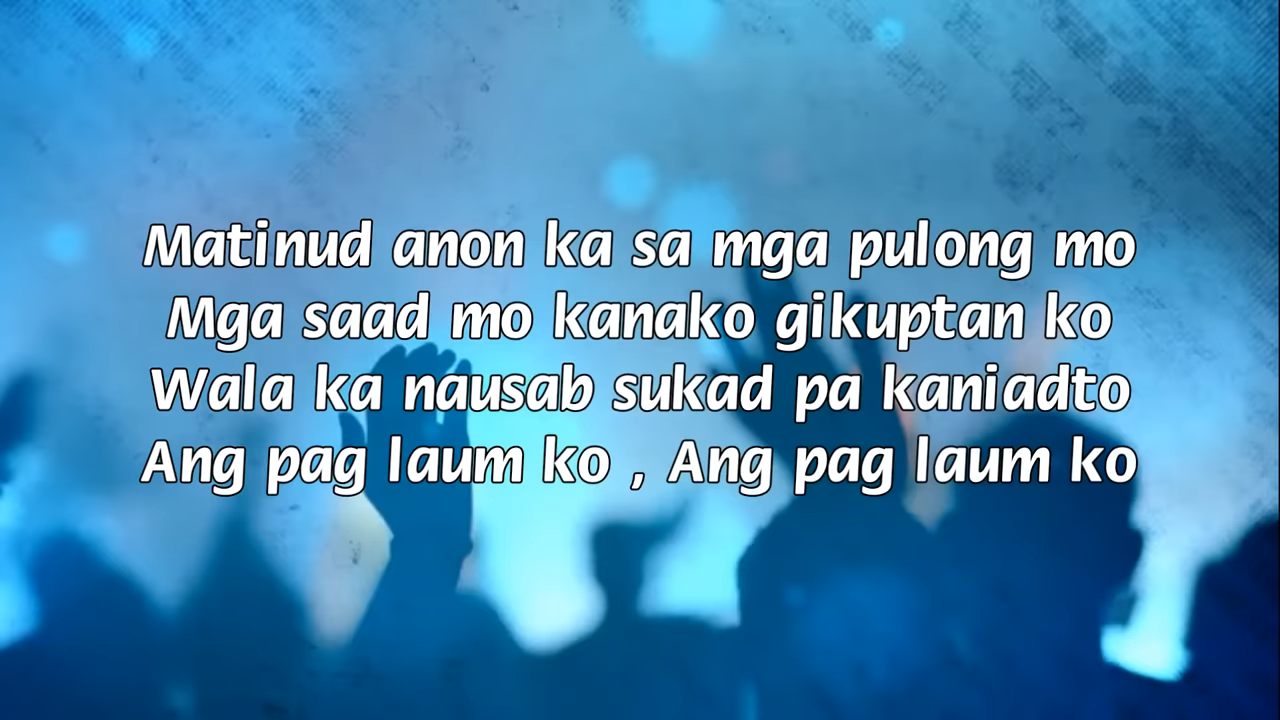 Matinud anon ka sa mga pulong mo
Mga saad mo kanako gikuptan ko
Wala ka nausab sukad pa kaniadto
Ang pag laum ko , Ang pag laum ko